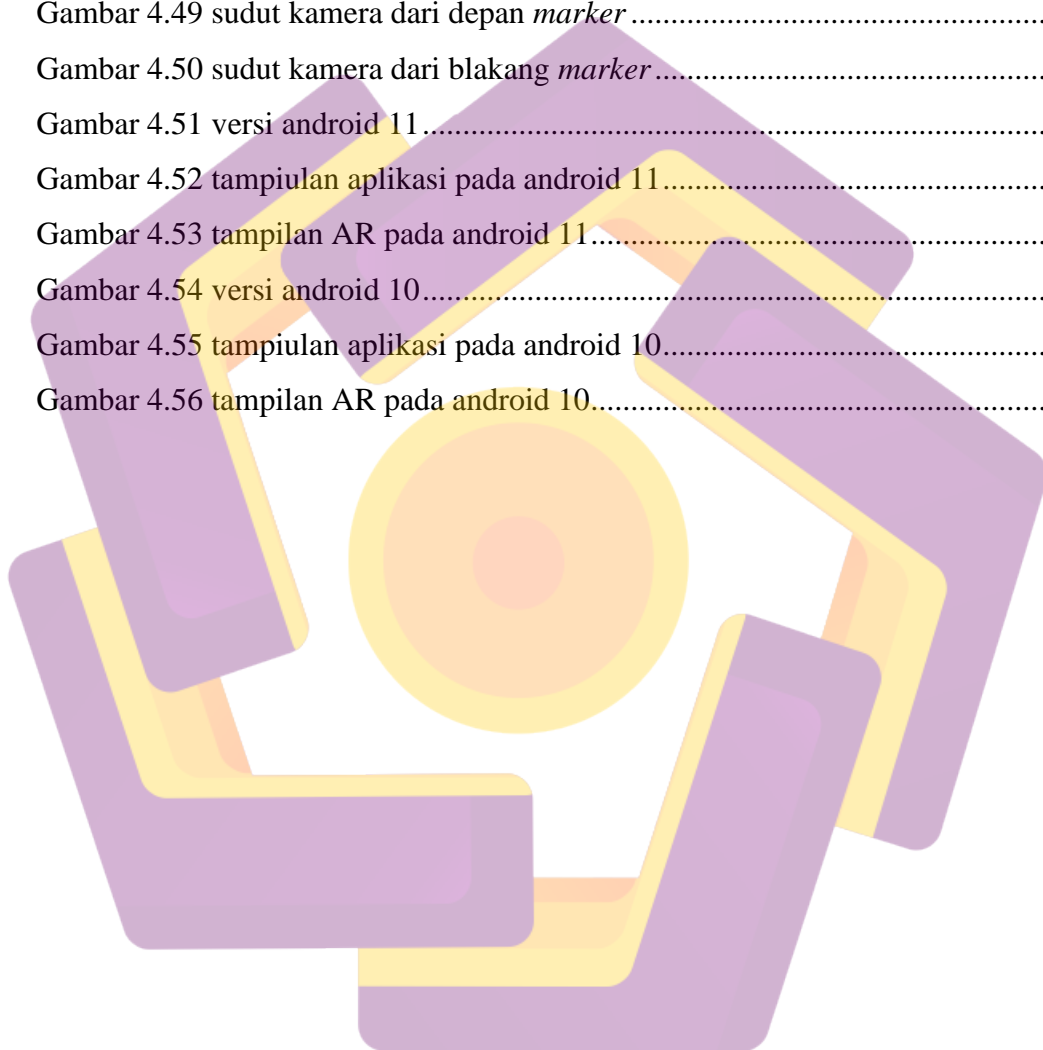 Gambar 4.49 sudut kamera dari depan marker ..........................................................
Gambar 4.50 sudut kamera dari blakang marker.......................................................
Gambar 4.51 versi android 11.....................................................................................
Gambar 4.52 tampiulan aplikasi pada android 11......................................................
Gambar 4.53 tampilan AR pada android 11...............................................................
Gambar 4.54 versi android 10.....................................................................................
Gambar 4.55 tampiulan aplikasi pada android 10......................................................
Gambar 4.56 tampilan AR pada android 10...............................................................